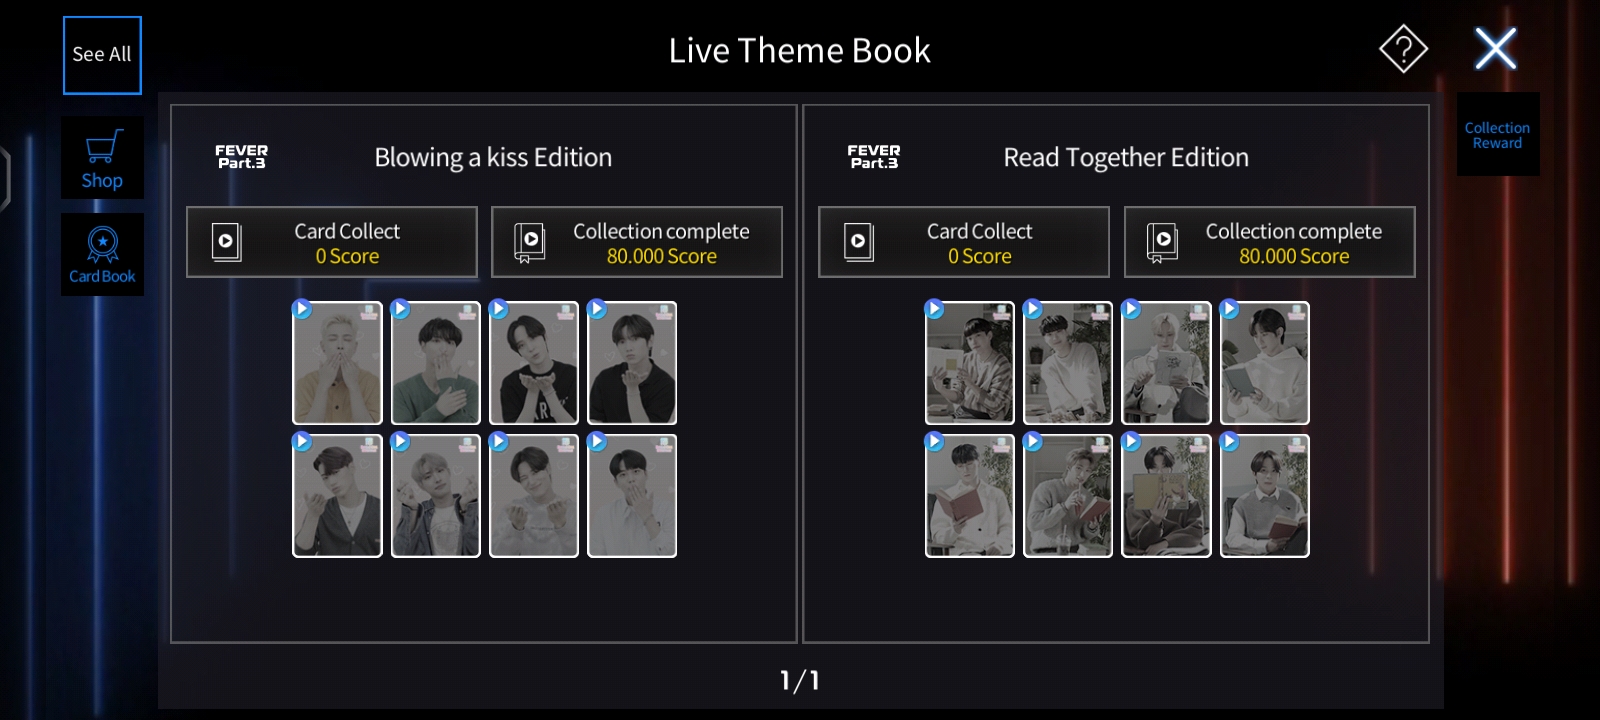 See All
Live Theme Book
?
Shop
Card Book
Collection
Reward
FEVER
Part.3
Blowing a kiss Edition
Card Collect
0 Score
Collection complete
80.000 Score
FEVER
Part.3
Read Together Edition
Card Collect
0 Score
Collection complete
80.000 Score
1/1